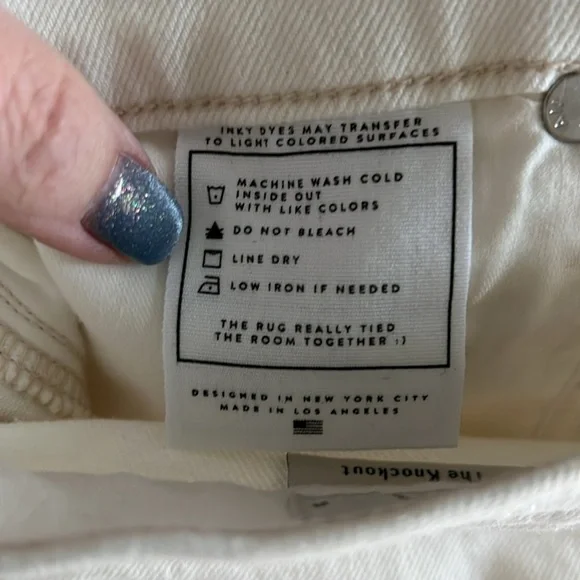 INKY DYES MAY TRANSFER
TO LIGHT COLORED SURFACES
MACHINE WASH COLD
INSIDE OUT
WITH LIKE COLORS
DO NOT BLEACH
LINE DRY
LOW IRON IF NEEDED
THE RUG REALLY TIED
THE ROOM TOGETHER :)
DESIGNED IN NEW YORK CITY
MADE IN LOS ANGELES
The Knockout